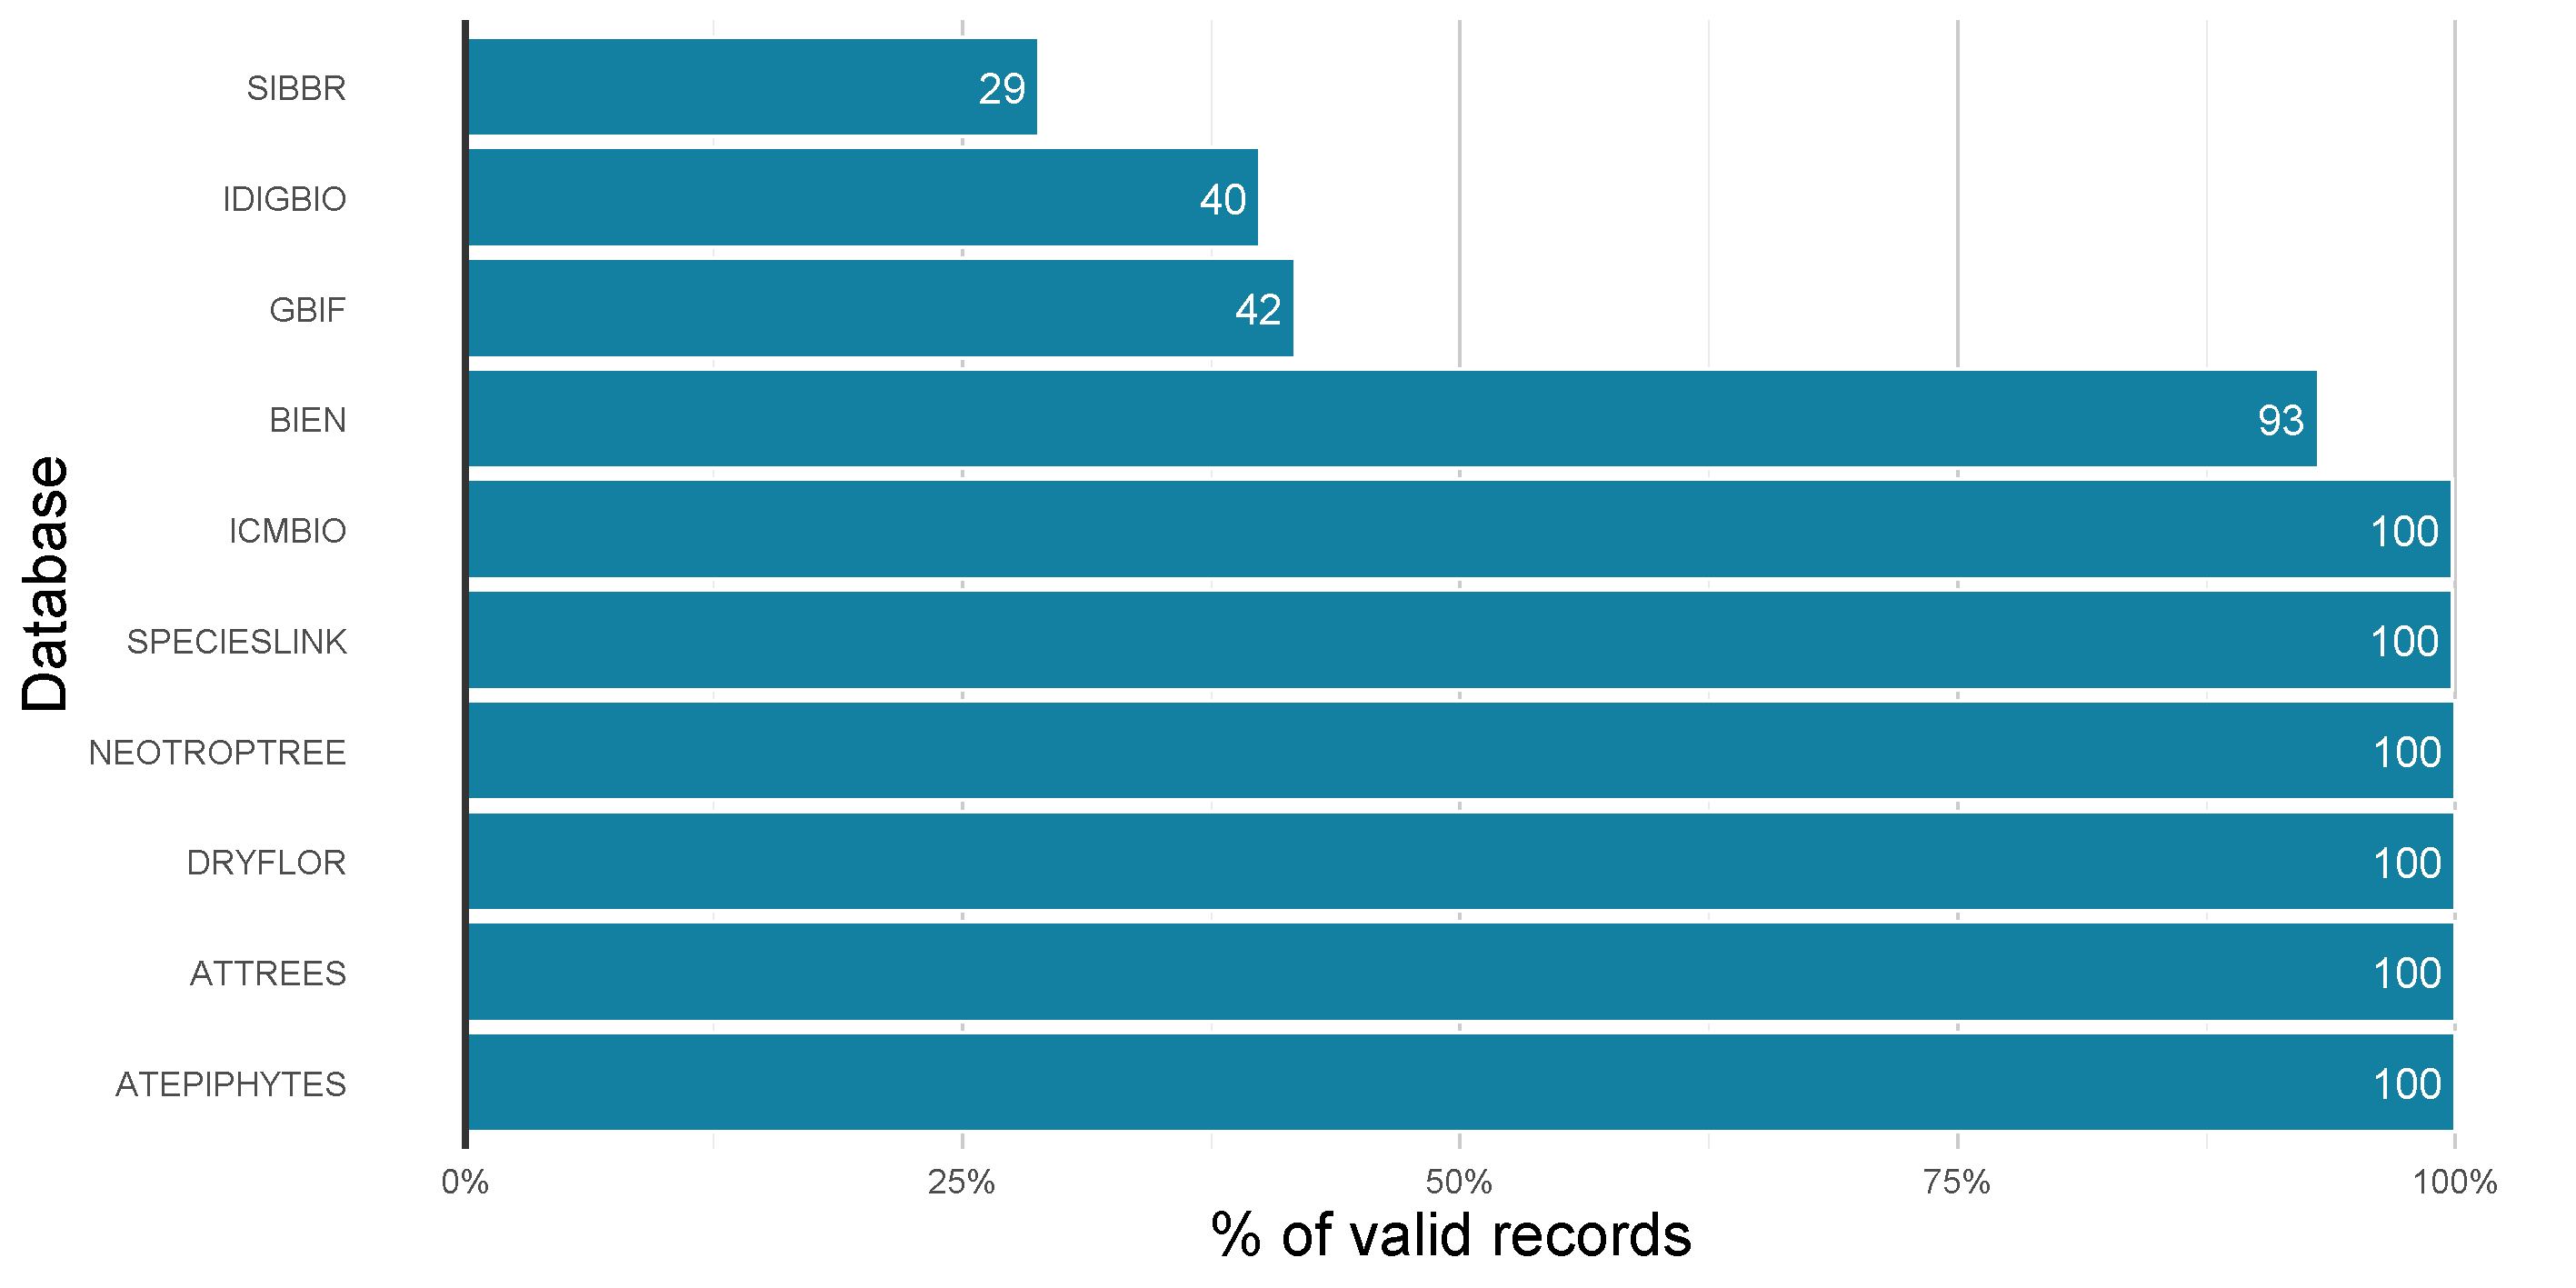 SIBBR 29
IDIGBIO 40
GBIF 42
BIEN 93
ICMBIO 100
SPECIESLINK 100
NEOTROPTREE 100
DRYFLOR 100
ATTREES 100
ATEPIPHYTES 100
Database
0% 25% 50% 75% 100%
% of valid records